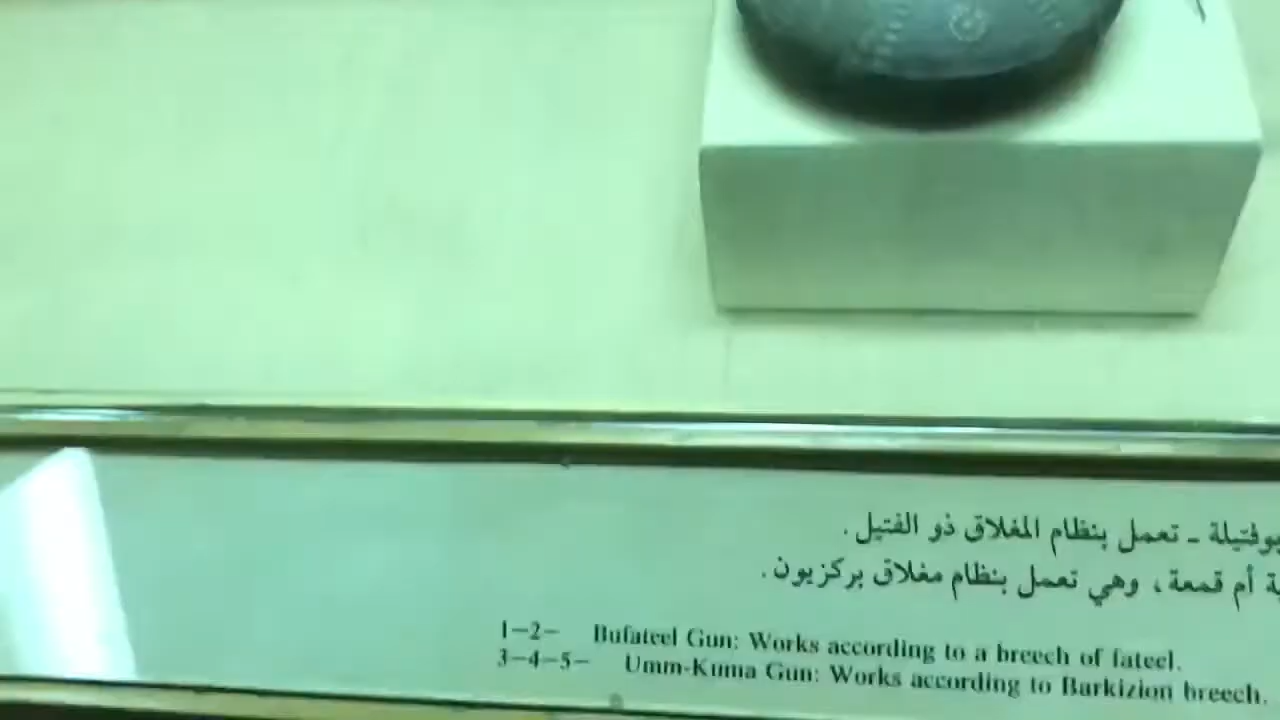 بوفتيلة ـ تعمل بنظام المغلاق ذو الفتيل.
أم قمعة، وهي تعمل بنظام مغلاق بركزيون.
1-2- Bufateel Gun: Works according to a breech of fateel.
3-4-5- Umm-Kuma Gun: Works according to Barkizion breech.